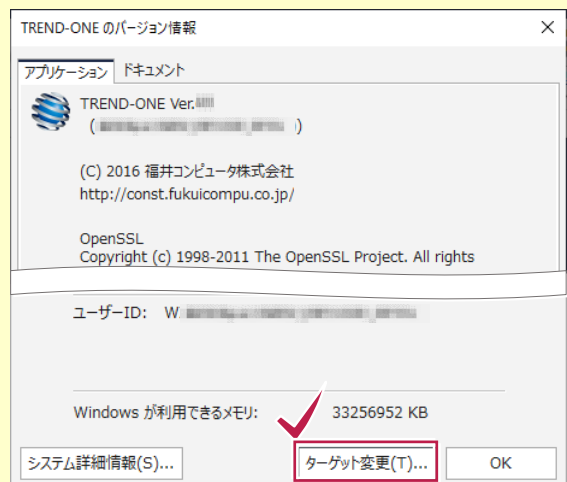 TREND-ONE のバージョン情報
アプリケーション ドキュメント
TREND-ONE Ver.
( )
(C) 2016 福井コンピュータ株式会社
http://const.fukuicompu.co.jp/
OpenSSL
Copyright (c) 1998-2011 The OpenSSL Project. All rights
ユーザーID: W
Windows が利用できるメモリ: 33256952 KB
システム詳細情報(S)... ターゲット変更(T)... OK